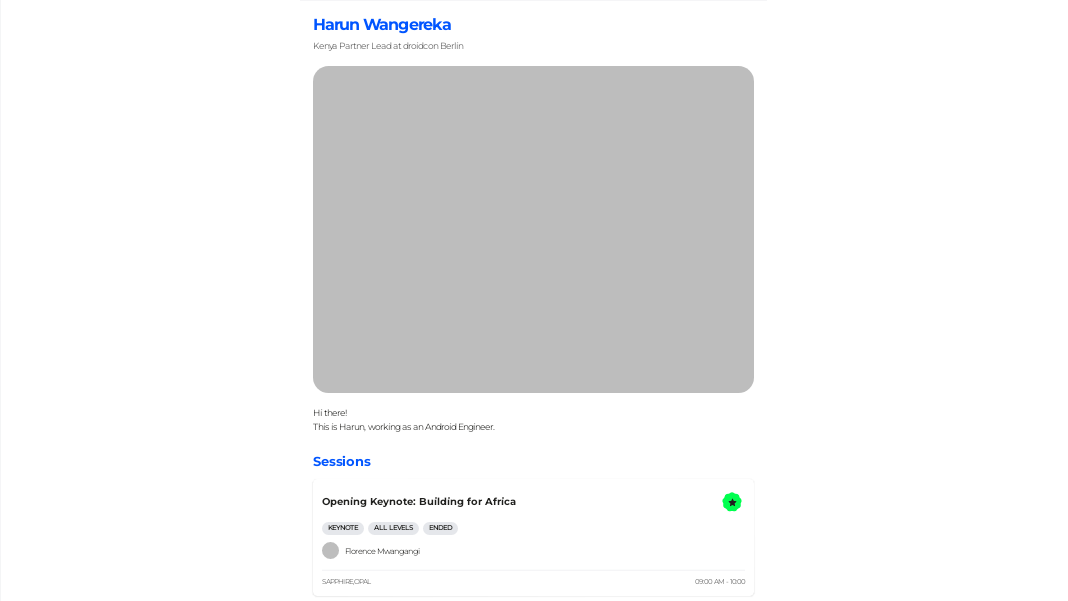 Harun Wangereka
Kenya Partner Lead at droidcon Berlin
Hi there!
This is Harun, working as an Android Engineer.
Sessions
Opening Keynote: Building for Africa
KEYNOTE ALL LEVELS ENDED
Florence Mwangangi
SAPPHIRE,OPAL 09:00 AM - 10:00